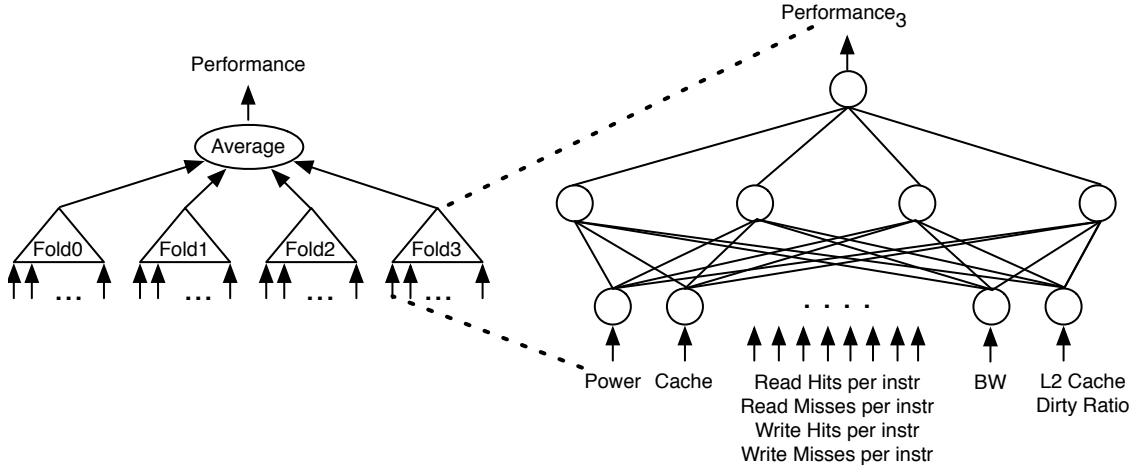 Performance
Average
Fold0 Fold1 Fold2 Fold3
... ... ... ...
Performance3
. . . .
Power Cache Read Hits per instr BW L2 Cache
Read Misses per instr Dirty Ratio
Write Hits per instr
Write Misses per instr